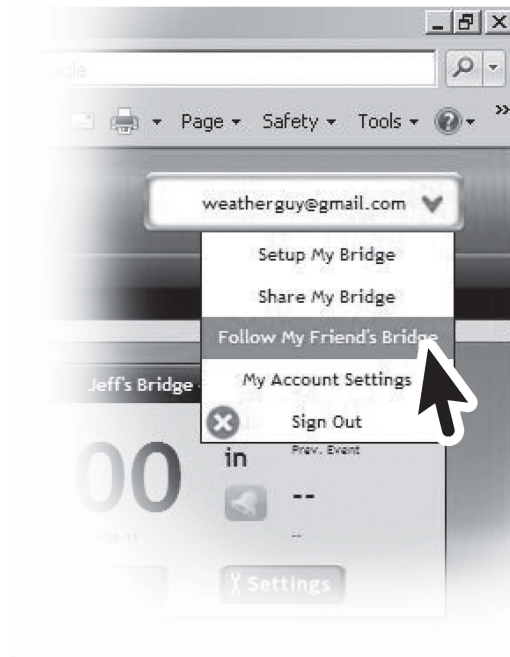 Page Safety Tools
weatherguy@gmail.com
Setup My Bridge
Share My Bridge
Follow My Friend's Bridge
My Account Settings
Sign Out
Jeff's Bridge
00 in
Prev. Event
--
--
Settings